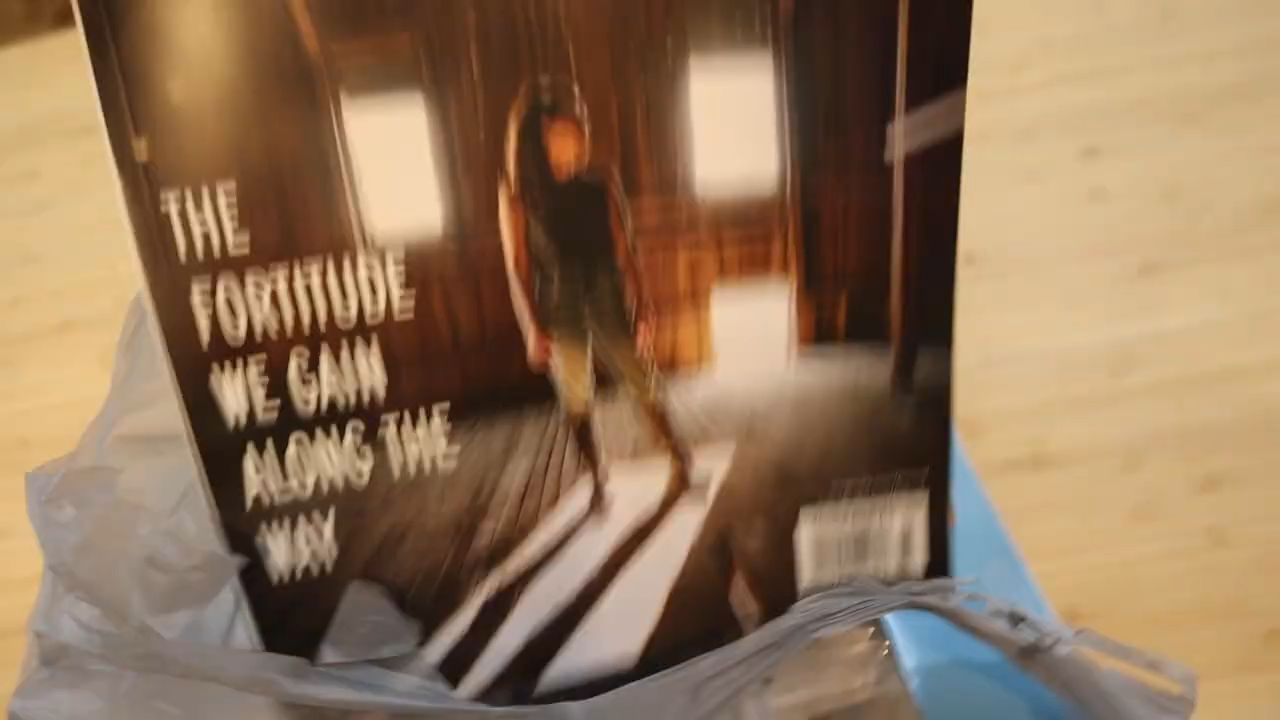 THE
FORTITUDE
WE GAIN
ALONG THE
WAY